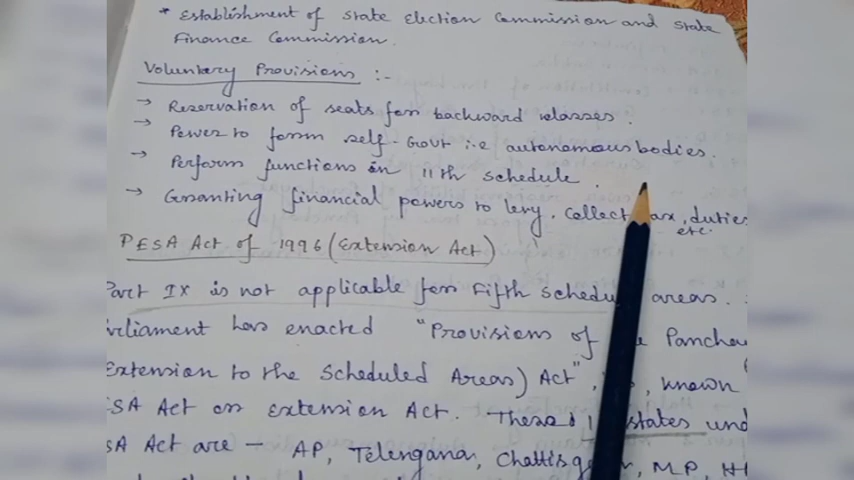 * Establishment of State Election Commission and State
Finance Commission.
Voluntary Provisions :-
→ Reservation of seats for backward classes.
→ Power to form self-Govt i.e autonomous bodies.
→ Perform functions in 11th schedule.
→ Granting financial powers to levy, collect tax, duties
etc.
PESA Act of 1996 (Extension Act)
Part IX is not applicable for Fifth Schedu areas.
rliament has enacted "Provisions of Pancha
Extension to the Scheduled Areas) Act", known
ESA Act or Extension Act. These states und
SA Act are - AP, Telengana, Chattisg , MP,